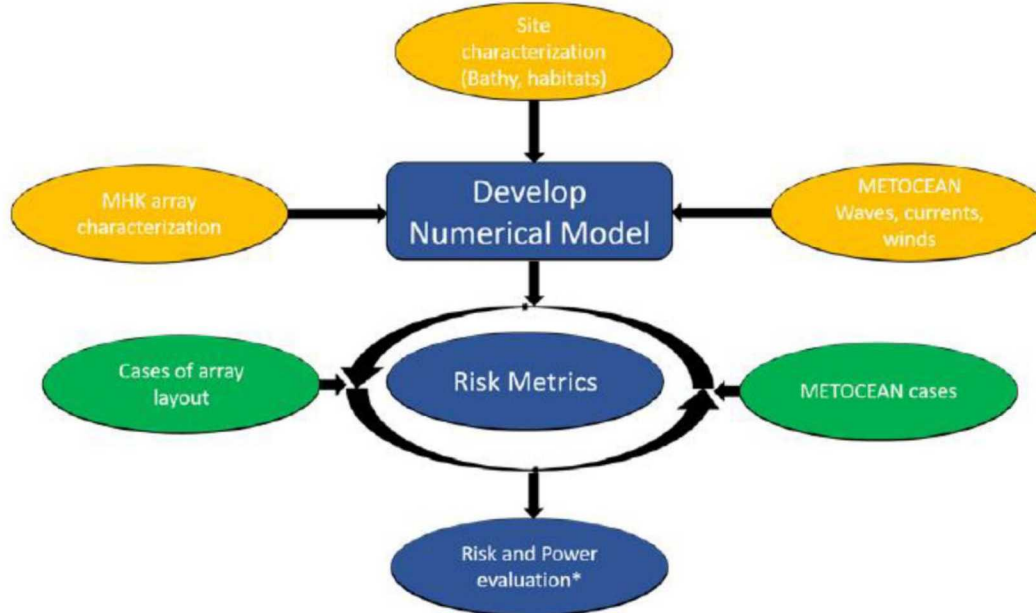 Site
characterization
(Bathy, habitats)
MHK array
characterization
Develop
Numerical Model
METOCEAN
Waves, currents,
winds
Cases of array
layout
Risk Metrics
METOCEAN cases
Risk and Power
evaluation*